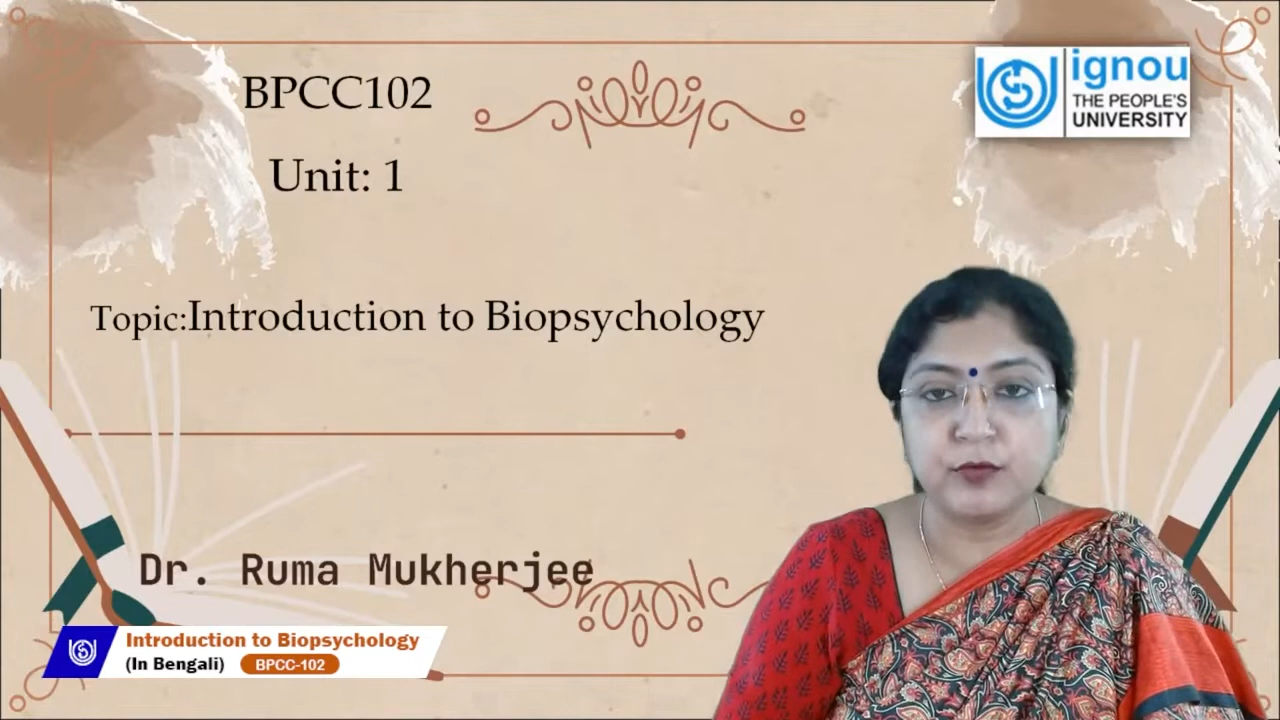 BPCC102
Unit: 1
ignou
THE PEOPLE'S
UNIVERSITY
Topic:Introduction to Biopsychology
Dr. Ruma Mukherjee
Introduction to Biopsychology
(In Bengali) BPCC-102